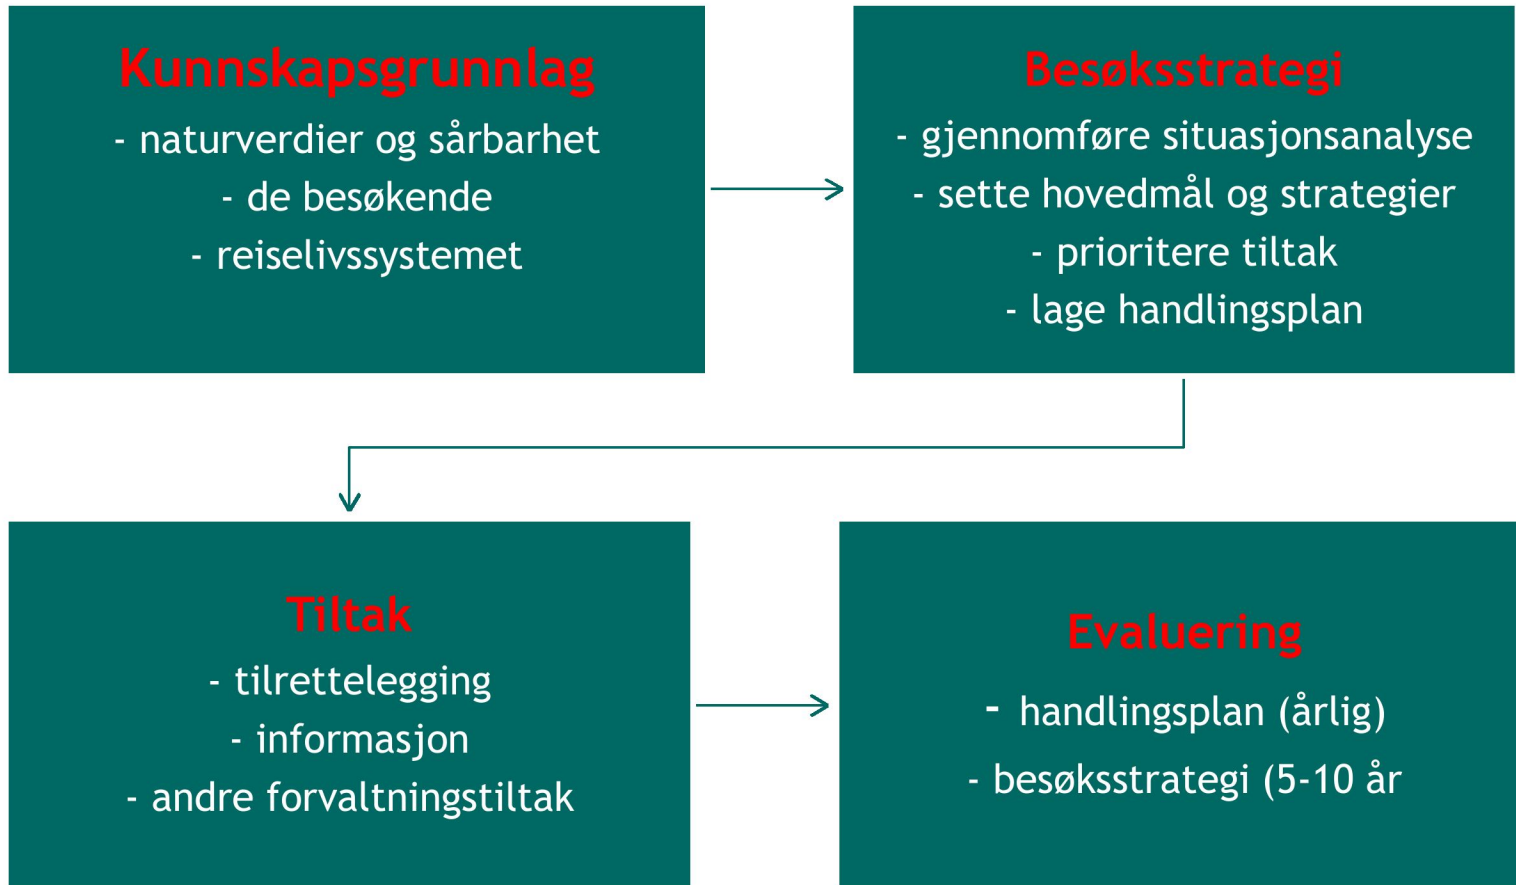 Kunnskapsgrunnlag
- naturverdier og sårbarhet
- de besøkende
- reiselivssystemet
Besøksstrategi
- gjennomføre situasjonsanalyse
- sette hovedmål og strategier
- prioritere tiltak
- lage handlingsplan
Tiltak
- tilrettelegging
- informasjon
- andre forvaltningstiltak
Evaluering
- handlingsplan (årlig)
- besøksstrategi (5-10 år